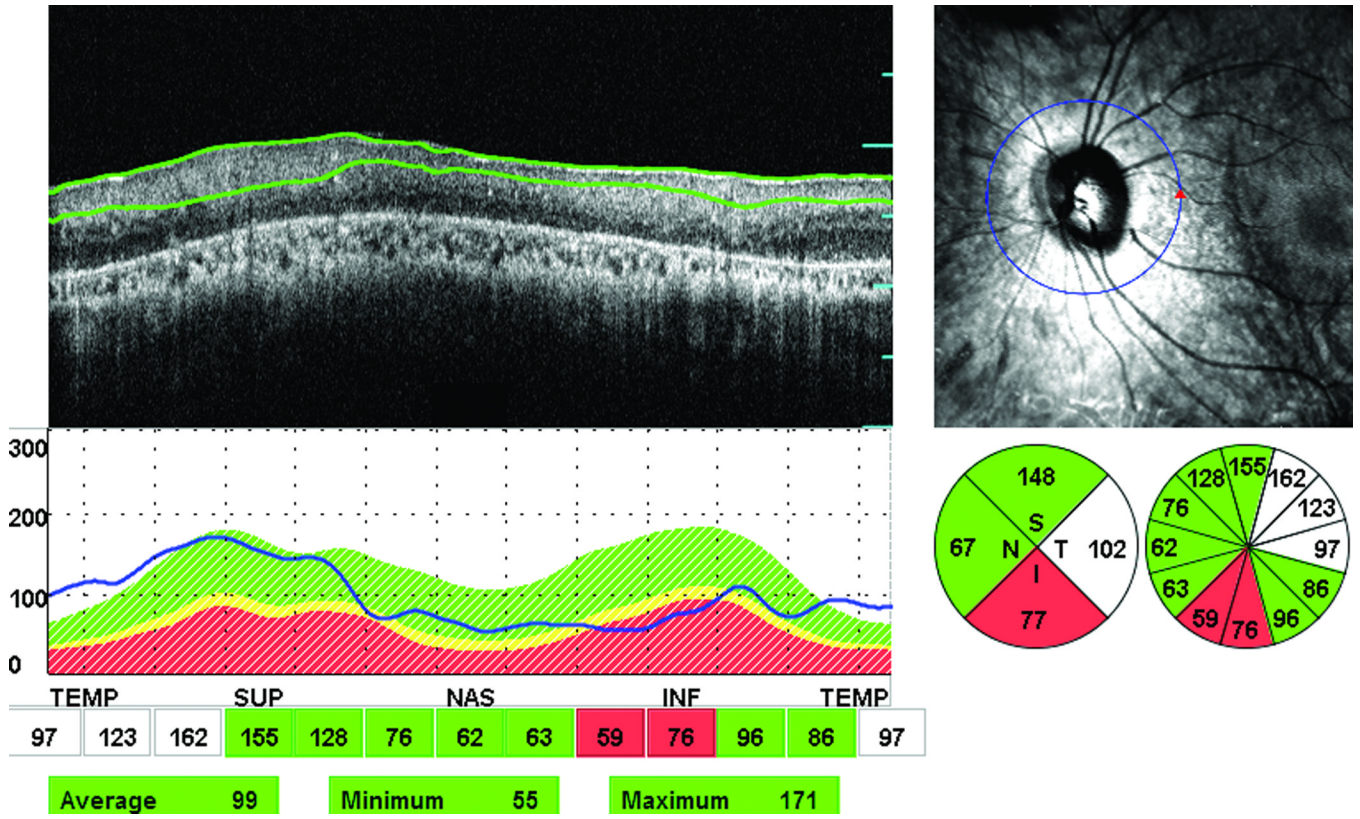 300
200
100
0
TEMP SUP NAS INF TEMP
97 123 162 155 128 76 62 63 59 76 96 86 97
Average 99 Minimum 55 Maximum 171
148
S
67 N T 102
I
77
155
128 162
76 123
62 97
63 86
59 76 96